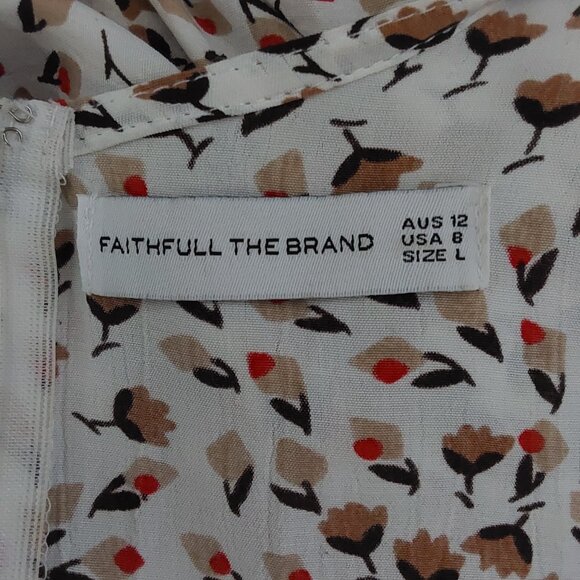 FAITHFULL THE BRAND
AUS 12
USA 8
SIZE L